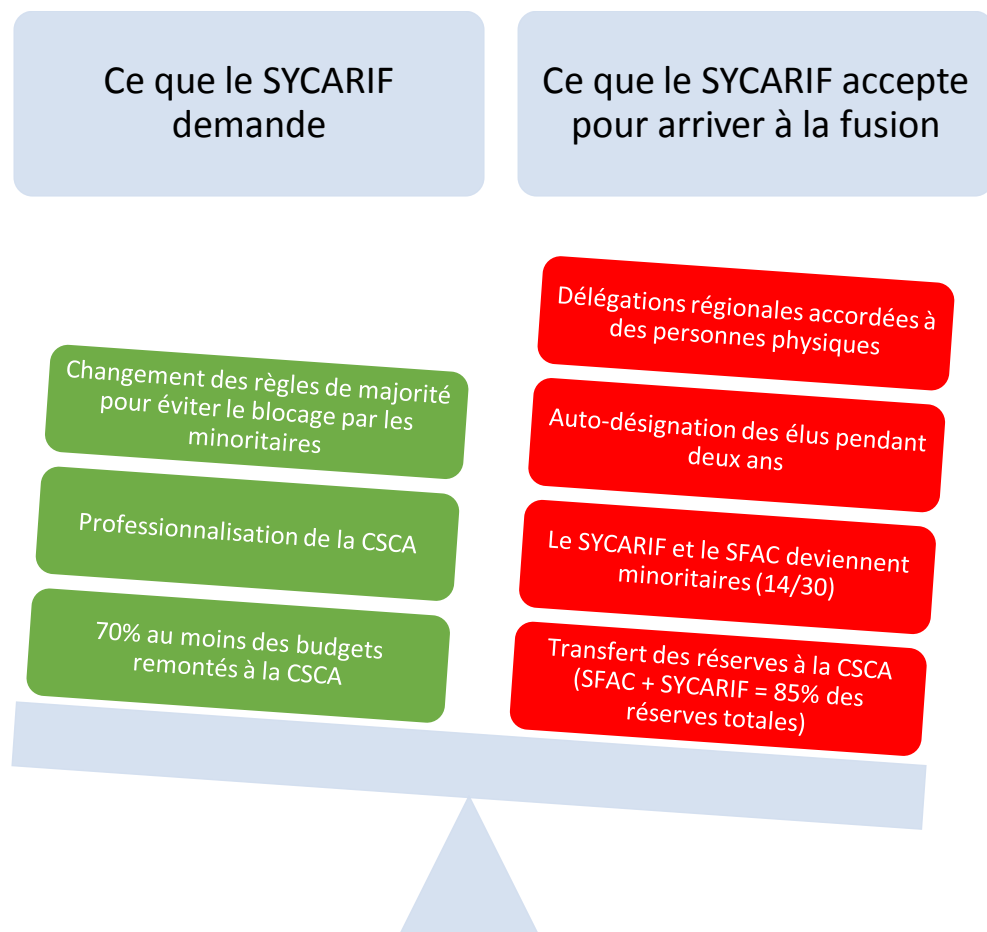 Ce que le SYCARIF
demande
Ce que le SYCARIF accepte
pour arriver à la fusion
Changement des règles de majorité
pour éviter le blocage par les
minoritaires
Professionnalisation de la CSCA
70% au moins des budgets
remontés à la CSCA
Délégations régionales accordées à
des personnes physiques
Auto-désignation des élus pendant
deux ans
Le SYCARIF et le SFAC deviennent
minoritaires (14/30)
Transfert des réserves à la CSCA
(SFAC + SYCARIF = 85% des
réserves totales)